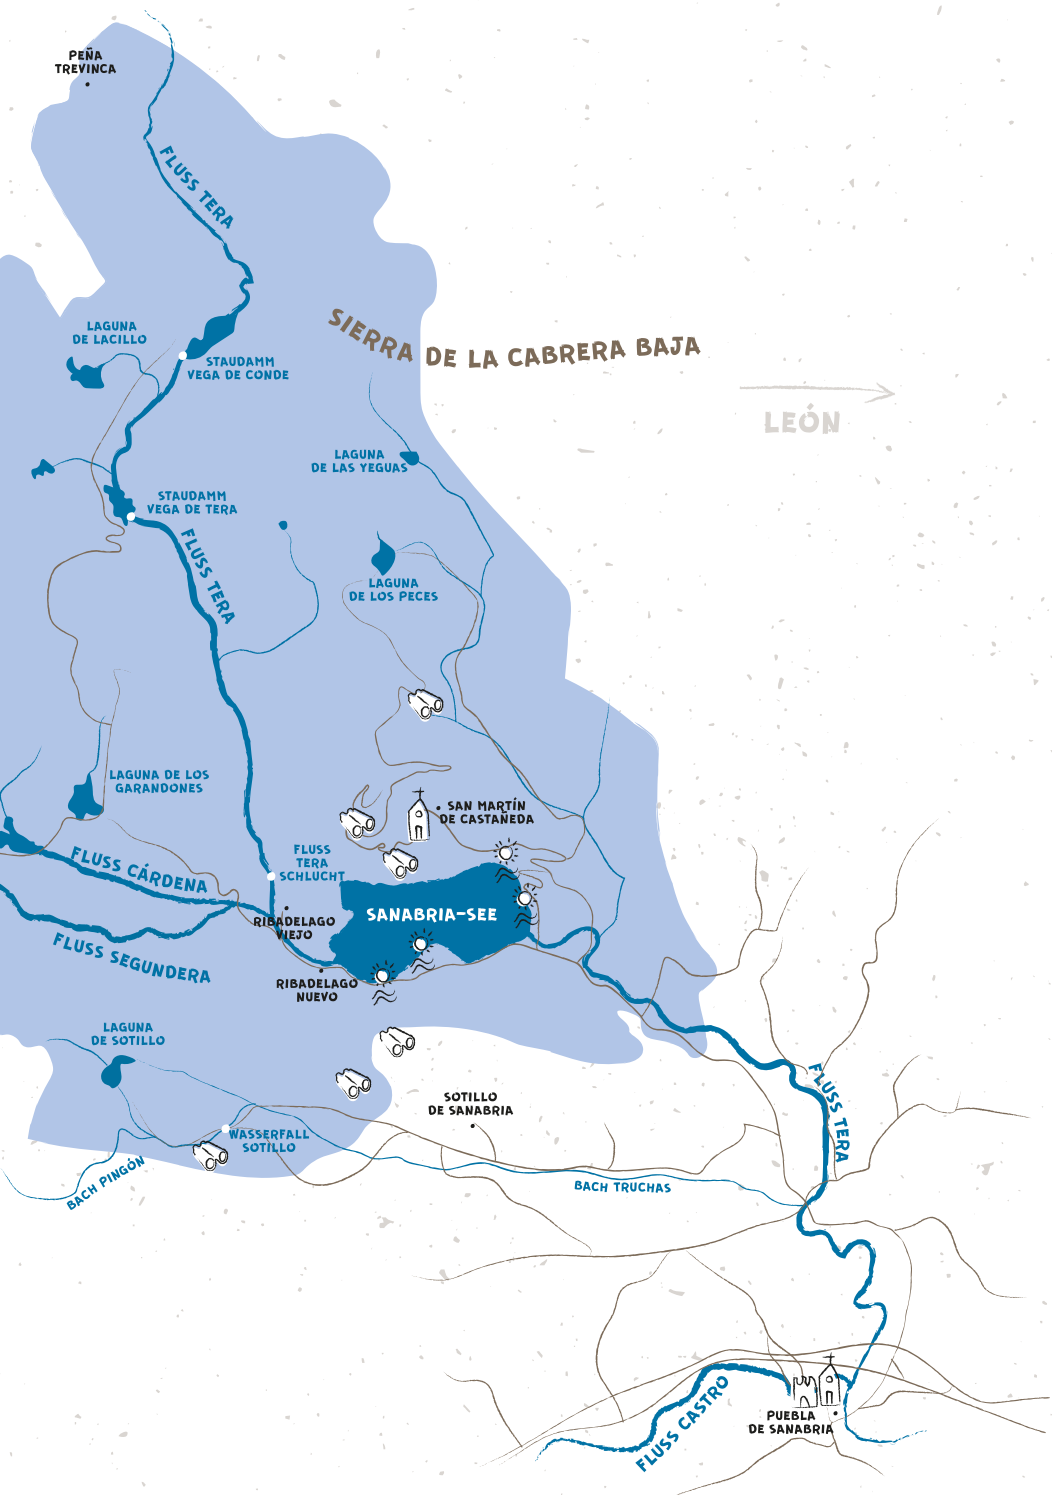 PEÑA
TREVINCA
FLUSS TERA
SIERRA DE LA CABRERA BAJA
LAGUNA
DE LACILLO
STAUDAMM
VEGA DE CONDE
LEÓN
LAGUNA
DE LAS YEGUAS
STAUDAMM
VEGA DE TERA
FLUSS TERA
LAGUNA
DE LOS PECES
LAGUNA DE LOS
GARANDONES
SAN MARTÍN
DE CASTAÑEDA
FLUSS
TERA
SCHLUCHT
FLUSS CÁRDENA
SANABRIA-SEE
RIBADELAGO
VIEJO
FLUSS SEGUNDERA
RIBADELAGO
NUEVO
LAGUNA
DE SOTILLO
SOTILLO
DE SANABRIA
FLUSS TERA
WASSERFALL
SOTILLO
BACH PINGÓN
BACH TRUCHAS
FLUSS CASTRO
PUEBLA
DE SANABRIA